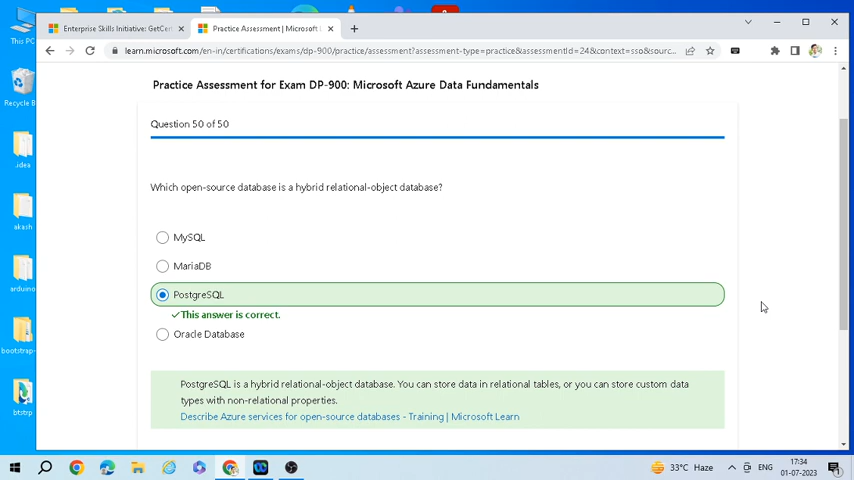 This PC
Recycle B
.idea
akash
arduino
bootstrap-
btstrp
Enterprise Skills Initiative: GetCert
Practice Assessment | Microsoft L
learn.microsoft.com/en-in/certifications/exams/dp-900/practice/assessment?assessment-type=practice&assessmentId=24&context=sso&sourc...
Practice Assessment for Exam DP-900: Microsoft Azure Data Fundamentals
Question 50 of 50
Which open-source database is a hybrid relational-object database?
MySQL
MariaDB
PostgreSQL
This answer is correct.
Oracle Database
PostgreSQL is a hybrid relational-object database. You can store data in relational tables, or you can store custom data
types with non-relational properties.
Describe Azure services for open-source databases - Training | Microsoft Learn
33°C Haze
ENG
17:34
01-07-2023
1